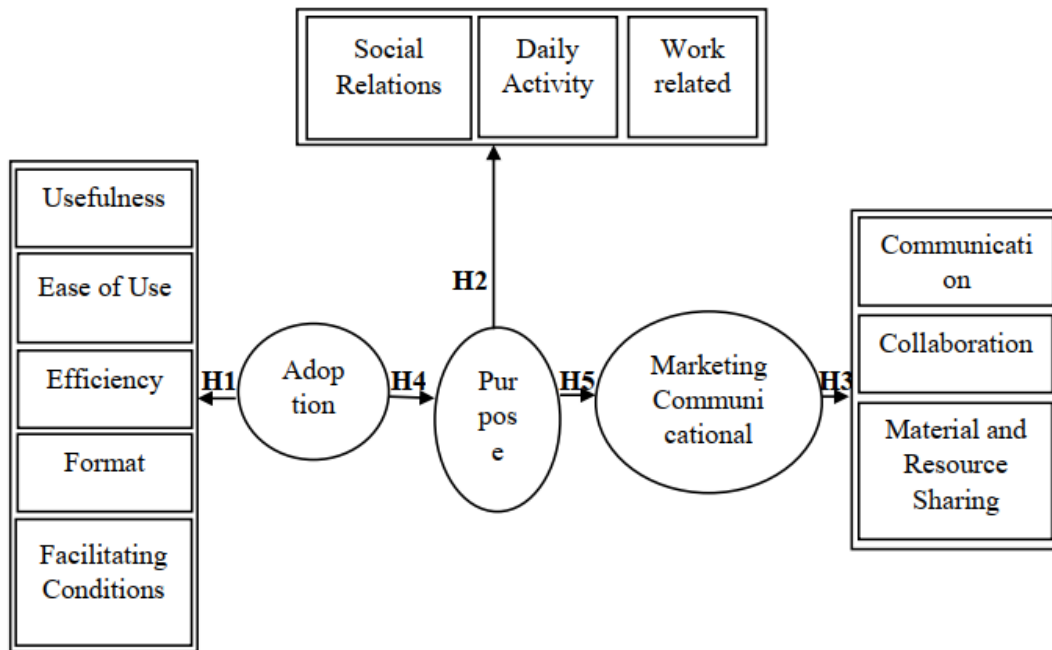 Social
Relations
Daily
Activity
Work
related
Usefulness
Ease of Use
Efficiency
Format
Facilitating
Conditions
H1
Adop
tion
H4
H2
Pur
pos
e
H5
Marketing
Communi
cational
H3
Communicati
on
Collaboration
Material and
Resource
Sharing